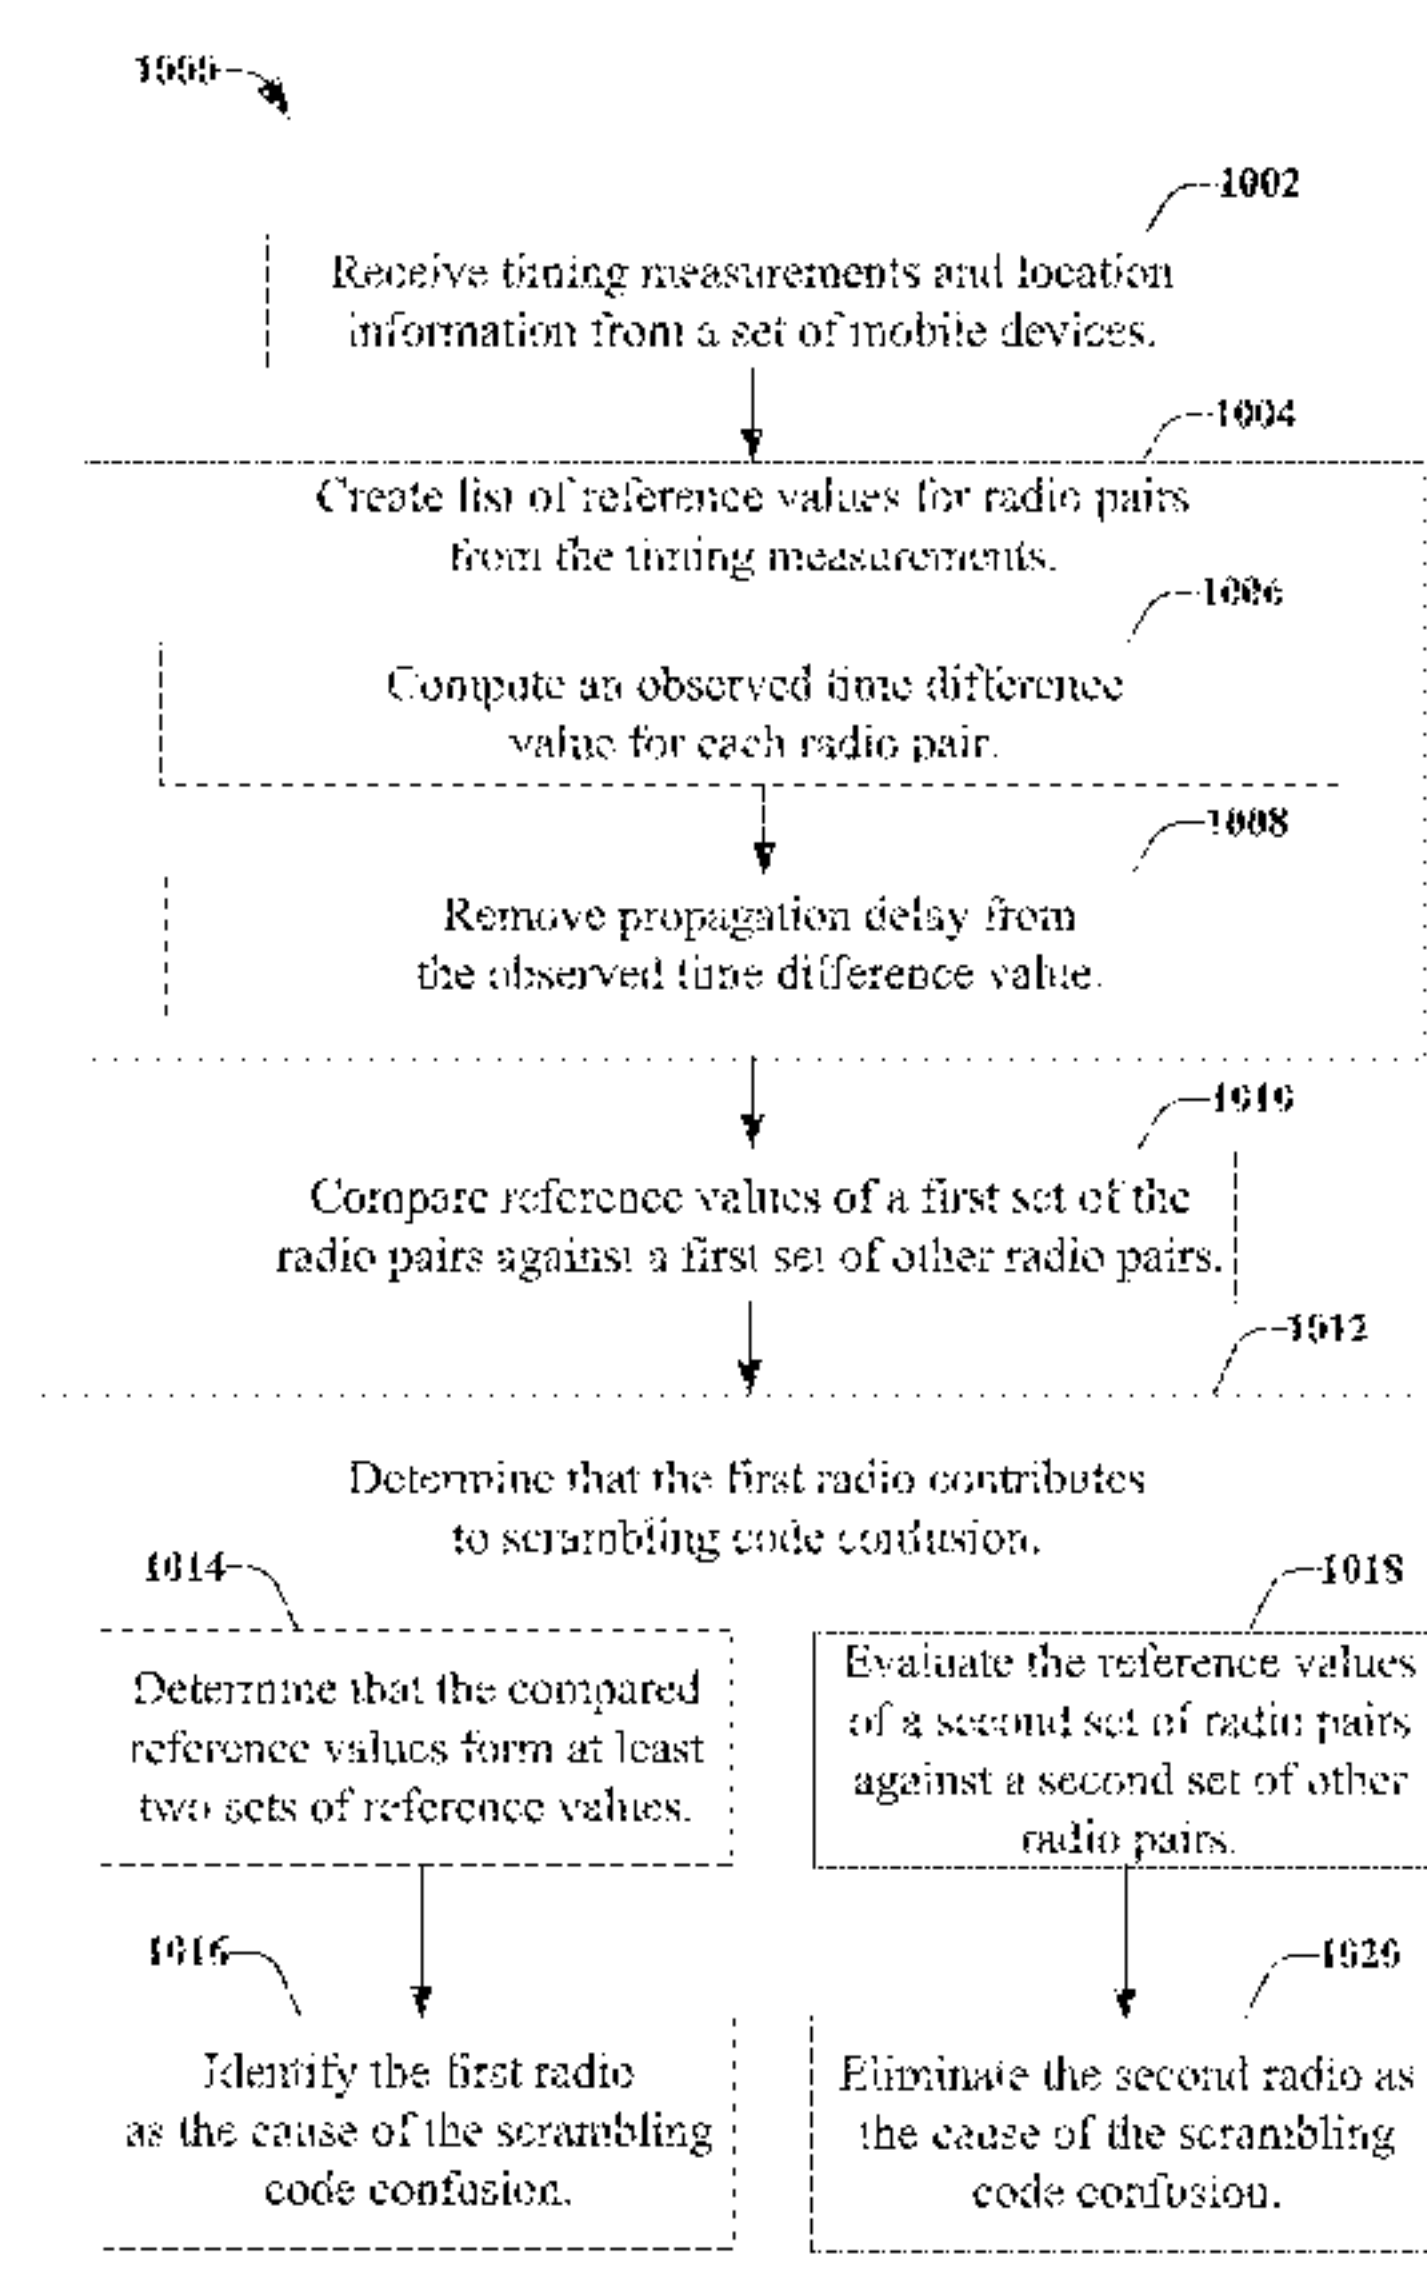 1000
1002
Receive timing measurements and location
information from a set of mobile devices.
1004
Create list of reference values for radio pairs
from the timing measurements.
1006
Compute an observed time difference
value for each radio pair.
1008
Remove propagation delay from
the observed time difference value.
1010
Compare reference values of a first set of the
radio pairs against a first set of other radio pairs.
1012
Determine that the first radio contributes
to scrambling code confusion.
1014
1018
Determine that the compared
reference values form at least
two sets of reference values.
Evaluate the reference values
of a second set of radio pairs
against a second set of other
radio pairs.
1016
1020
Identify the first radio
as the cause of the scrambling
code confusion.
Eliminate the second radio as
the cause of the scrambling
code confusion.